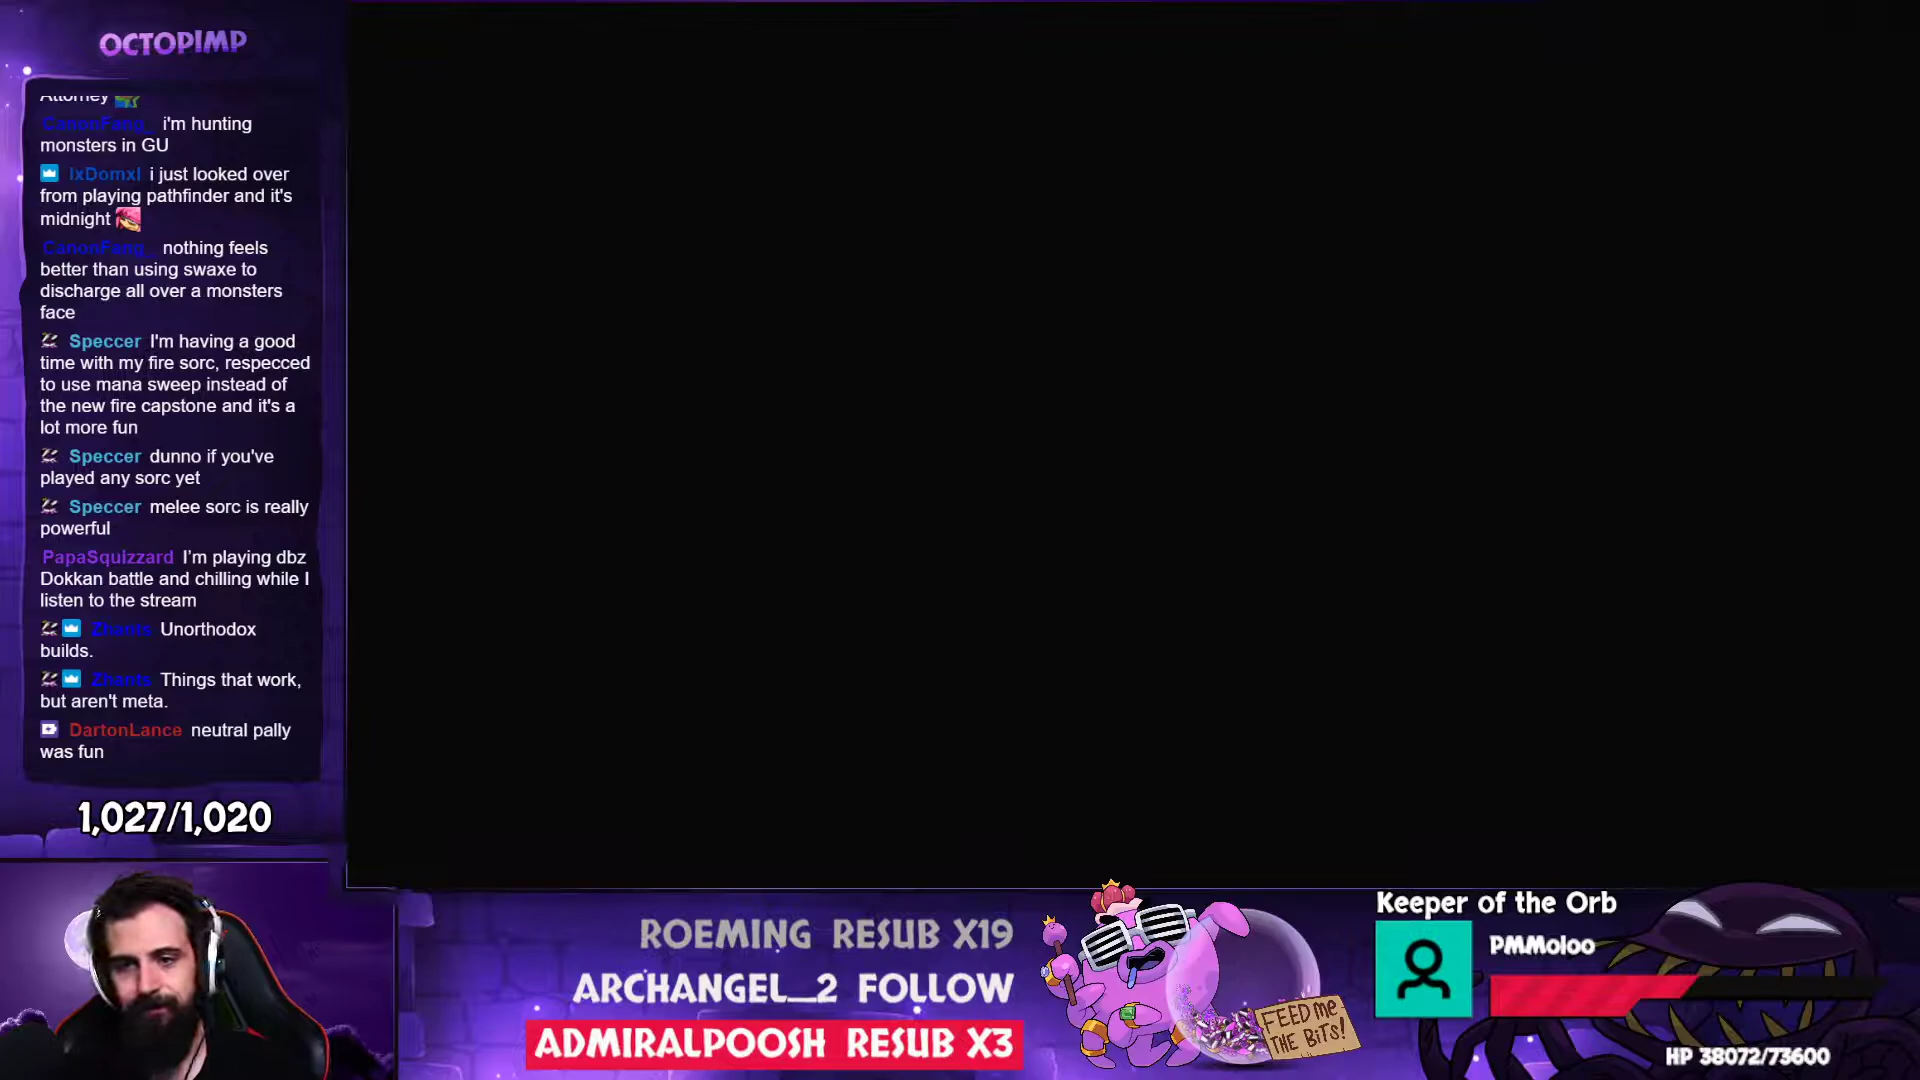 OCTOPIMP
Attorney
CanonFang_ i'm hunting
monsters in GU
IxDomxI i just looked over
from playing pathfinder and it's
midnight
CanonFang_ nothing feels
better than using swaxe to
discharge all over a monsters
face
Speccer I'm having a good
time with my fire sorc, respecced
to use mana sweep instead of
the new fire capstone and it's a
lot more fun
Speccer dunno if you've
played any sorc yet
Speccer melee sorc is really
powerful
PapaSquizzard I'm playing dbz
Dokkan battle and chilling while I
listen to the stream
Zhants Unorthodox
builds.
Zhants Things that work,
but aren't meta.
DartonLance neutral pally
was fun
1,027/1,020
ROEMING RESUB X19
ARCHANGEL_2 FOLLOW
ADMIRALPOOSH RESUB X3
FEED ME
THE BITS!
Keeper of the Orb
PMMoloo
HP 38072/73600